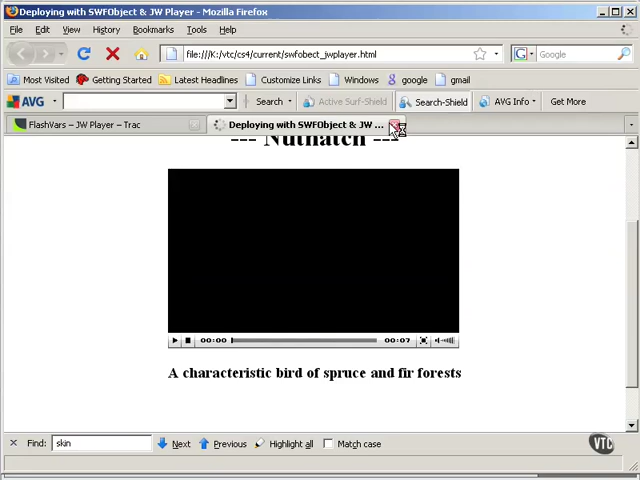 Deploying with SWFObject & JW Player - Mozilla Firefox
File Edit View History Bookmarks Tools Help
file:///K:/vtc/cs4/current/swfobect_jwplayer.html
Google
Most Visited Getting Started Latest Headlines Customize Links Windows google gmail
AVG Search Active Surf-Shield Search-Shield AVG Info Get More
FlashVars – JW Player – Trac Deploying with SWFObject & JW ...
--- Nuthatch ---
00:00 00:07
A characteristic bird of spruce and fir forests
Find: skin Next Previous Highlight all Match case
VTC